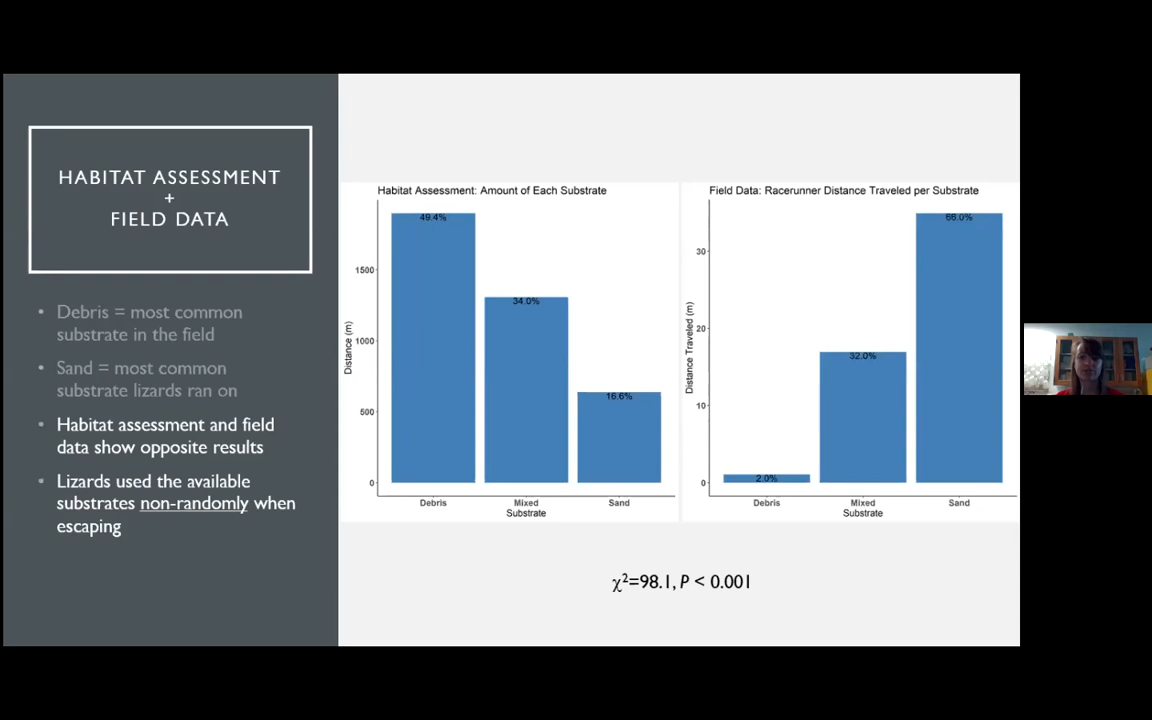 HABITAT ASSESSMENT
+
FIELD DATA
• Debris = most common
substrate in the field
• Sand = most common
substrate lizards ran on
• Habitat assessment and field
data show opposite results
• Lizards used the available
substrates non-randomly when
escaping
Habitat Assessment: Amount of Each Substrate
Distance (m)
1500
1000
500
0
49.4%
34.0%
16.6%
Debris Mixed Sand
Substrate
Field Data: Racerunner Distance Traveled per Substrate
Distance Traveled (m)
30
20
10
0
2.0%
32.0%
66.0%
Debris Mixed Sand
Substrate
χ²=98.1, P < 0.001